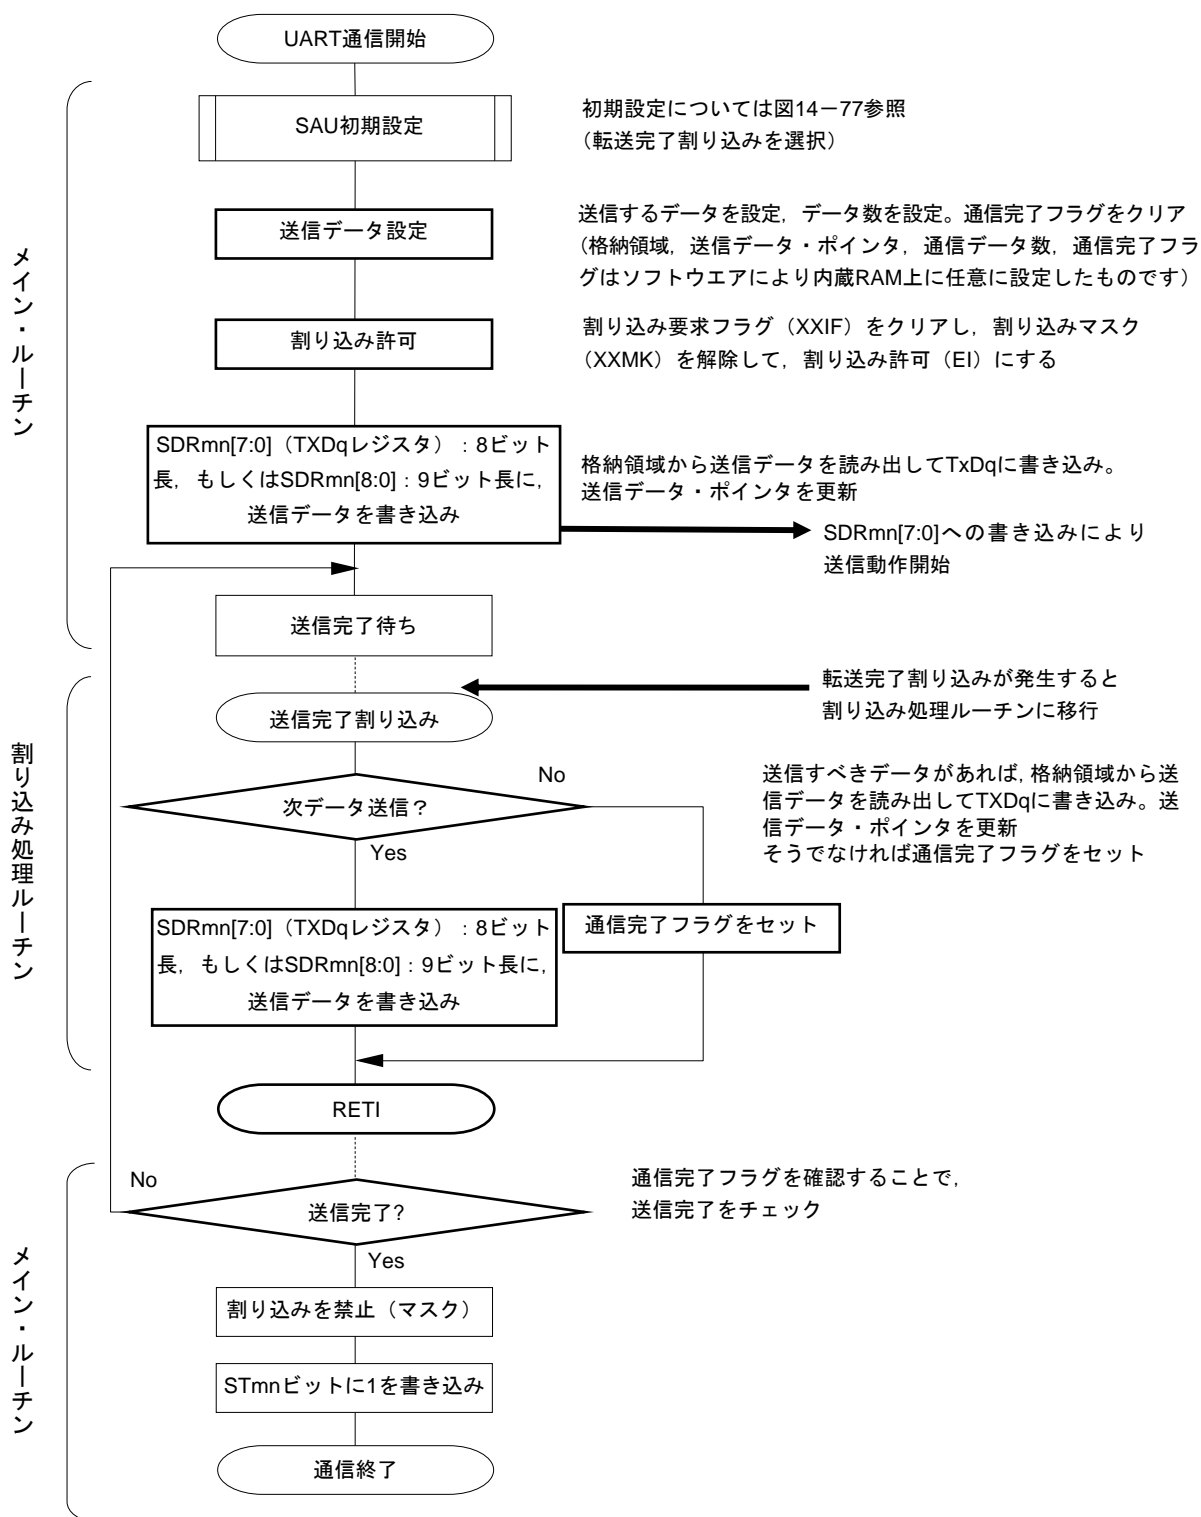 UART通信開始
SAU初期設定
初期設定については図14－77参照
（転送完了割り込みを選択）
送信データ設定
送信するデータを設定，データ数を設定。通信完了フラグをクリア
（格納領域，送信データ・ポインタ，通信データ数，通信完了フラ
グはソフトウエアにより内蔵RAM上に任意に設定したものです）
割り込み許可
割り込み要求フラグ（XXIF）をクリアし，割り込みマスク
（XXMK）を解除して，割り込み許可（EI）にする
メイン・ルーチン
SDRmn[7:0]（TXDqレジスタ）：8ビット
長，もしくはSDRmn[8:0]：9ビット長に，
送信データを書き込み
格納領域から送信データを読み出してTxDqに書き込み。
送信データ・ポインタを更新
SDRmn[7:0]への書き込みにより
送信動作開始
送信完了待ち
転送完了割り込みが発生すると
割り込み処理ルーチンに移行
送信完了割り込み
割り込み処理ルーチン
次データ送信？
No
Yes
送信すべきデータがあれば，格納領域から送
信データを読み出してTXDqに書き込み。送
信データ・ポインタを更新
そうでなければ通信完了フラグをセット
SDRmn[7:0]（TXDqレジスタ）：8ビット
長，もしくはSDRmn[8:0]：9ビット長に，
送信データを書き込み
通信完了フラグをセット
RETI
No
送信完了?
Yes
通信完了フラグを確認することで，
送信完了をチェック
メイン・ルーチン
割り込みを禁止（マスク）
STmnビットに1を書き込み
通信終了